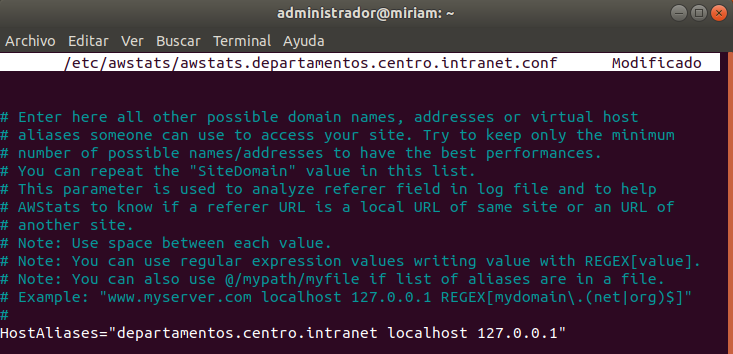 administrador@miriam: ~
Archivo Editar Ver Buscar Terminal Ayuda
/etc/awstats/awstats.departamentos.centro.intranet.conf Modificado
# Enter here all other possible domain names, addresses or virtual host
# aliases someone can use to access your site. Try to keep only the minimum
# number of possible names/addresses to have the best performances.
# You can repeat the "SiteDomain" value in this list.
# This parameter is used to analyze referer field in log file and to help
# AWStats to know if a referer URL is a local URL of same site or an URL of
# another site.
# Note: Use space between each value.
# Note: You can use regular expression values writing value with REGEX[value].
# Note: You can also use @/mypath/myfile if list of aliases are in a file.
# Example: "www.myserver.com localhost 127.0.0.1 REGEX[mydomain\.(net|org)$]"
#
HostAliases="departamentos.centro.intranet localhost 127.0.0.1"